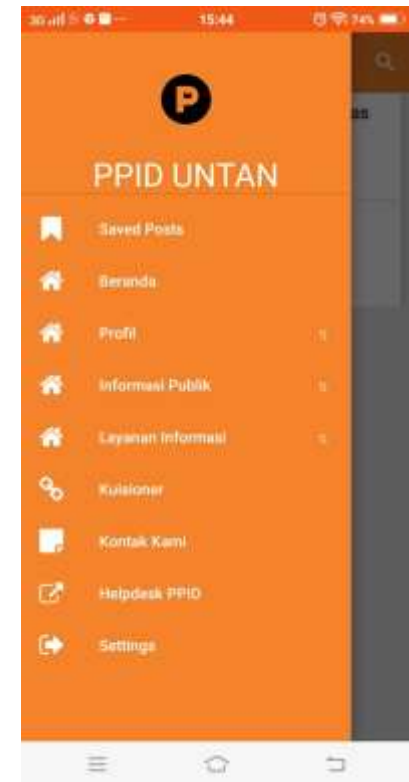 15:44
74%
P
PPID UNTAN
Saved Posts
Beranda
Profil
Informasi Publik
Layanan Informasi
Kuisioner
Kontak Kami
Helpdesk PPID
Settings